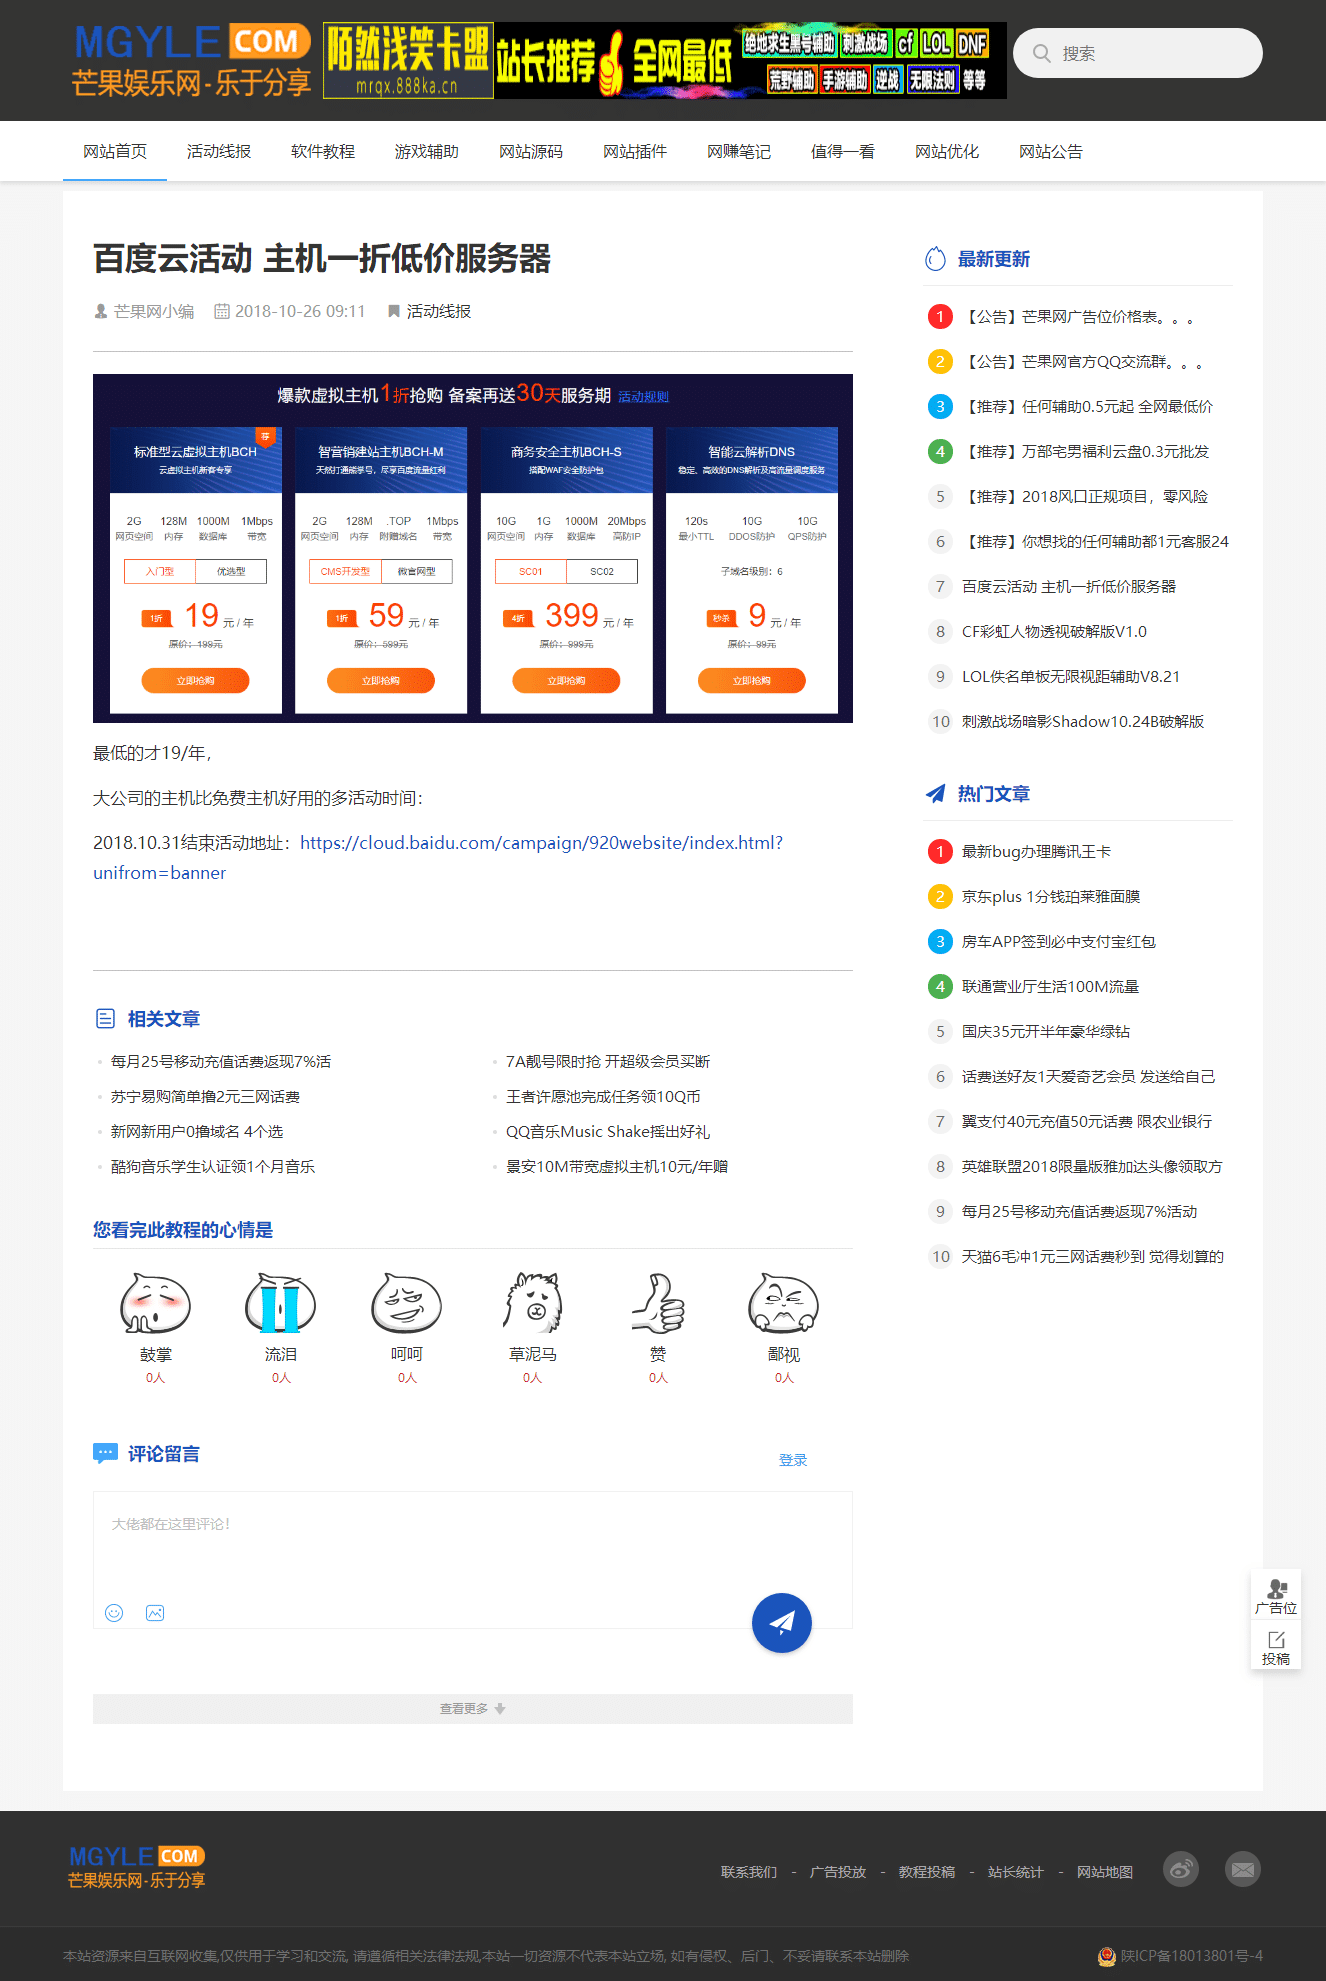 MGYLE COM
芒果娱乐网-乐于分享
陌然浅笑卡盟
mrqx.888ka.cn
站长推荐 全网最低
绝地求生黑号辅助 刺激战场 cf LOL DNF
荒野辅助 手游辅助 逆战 无限法则 等等
搜索
网站首页 活动线报 软件教程 游戏辅助 网站源码 网站插件 网赚笔记 值得一看 网站优化 网站公告
百度云活动 主机一折低价服务器
芒果网小编 2018-10-26 09:11 活动线报
爆款虚拟主机1折抢购 备案再送30天服务期 活动规则
标准型云虚拟主机BCH 荐
云虚拟主机新客专享
2G 128M 1000M 1Mbps
网页空间 内存 数据库 带宽
入门型 优选型
1折 19 元 / 年
原价：199元
立即抢购
智营销建站主机BCH-M
天然打通熊掌号，尽享百度流量红利
2G 128M .TOP 1Mbps
网页空间 内存 附赠域名 带宽
CMS开发型 微官网型
1折 59 元 / 年
原价：599元
立即抢购
商务安全主机BCH-S
搭配WAF安全防护包
10G 1G 1000M 20Mbps
网页空间 内存 数据库 高防IP
SC01 SC02
4折 399 元 / 年
原价：999元
立即抢购
智能云解析DNS
稳定、高效的DNS解析及高流量调度服务
120s 10G 10G
最小TTL DDOS防护 QPS防护
子域名级别：6
秒杀 9 元 / 年
原价：99元
立即抢购
最低的才19/年，
大公司的主机比免费主机好用的多活动时间：
2018.10.31结束活动地址：https://cloud.baidu.com/campaign/920website/index.html?
unifrom=banner
相关文章
每月25号移动充值话费返现7%活 7A靓号限时抢 开超级会员买断
苏宁易购简单撸2元三网话费 王者许愿池完成任务领10Q币
新网新用户0撸域名 4个选 QQ音乐Music Shake摇出好礼
酷狗音乐学生认证领1个月音乐 景安10M带宽虚拟主机10元/年赠
您看完此教程的心情是
鼓掌 流泪 呵呵 草泥马 赞 鄙视
0人 0人 0人 0人 0人 0人
评论留言
登录
大佬都在这里评论！
查看更多
最新更新
1 【公告】芒果网广告位价格表。。。
2 【公告】芒果网官方QQ交流群。。。
3 【推荐】任何辅助0.5元起 全网最低价
4 【推荐】万部宅男福利云盘0.3元批发
5 【推荐】2018风口正规项目，零风险
6 【推荐】你想找的任何辅助都1元客服24
7 百度云活动 主机一折低价服务器
8 CF彩虹人物透视破解版V1.0
9 LOL佚名单板无限视距辅助V8.21
10 刺激战场暗影Shadow10.24B破解版
热门文章
1 最新bug办理腾讯王卡
2 京东plus 1分钱珀莱雅面膜
3 房车APP签到必中支付宝红包
4 联通营业厅生活100M流量
5 国庆35元开半年豪华绿钻
6 话费送好友1天爱奇艺会员 发送给自己
7 翼支付40元充值50元话费 限农业银行
8 英雄联盟2018限量版雅加达头像领取方
9 每月25号移动充值话费返现7%活动
10 天猫6毛冲1元三网话费秒到 觉得划算的
广告位
投稿
MGYLE COM
芒果娱乐网-乐于分享
联系我们 - 广告投放 - 教程投稿 - 站长统计 - 网站地图
本站资源来自互联网收集,仅供用于学习和交流, 请遵循相关法律法规,本站一切资源不代表本站立场, 如有侵权、后门、不妥请联系本站删除
陕ICP备18013801号-4